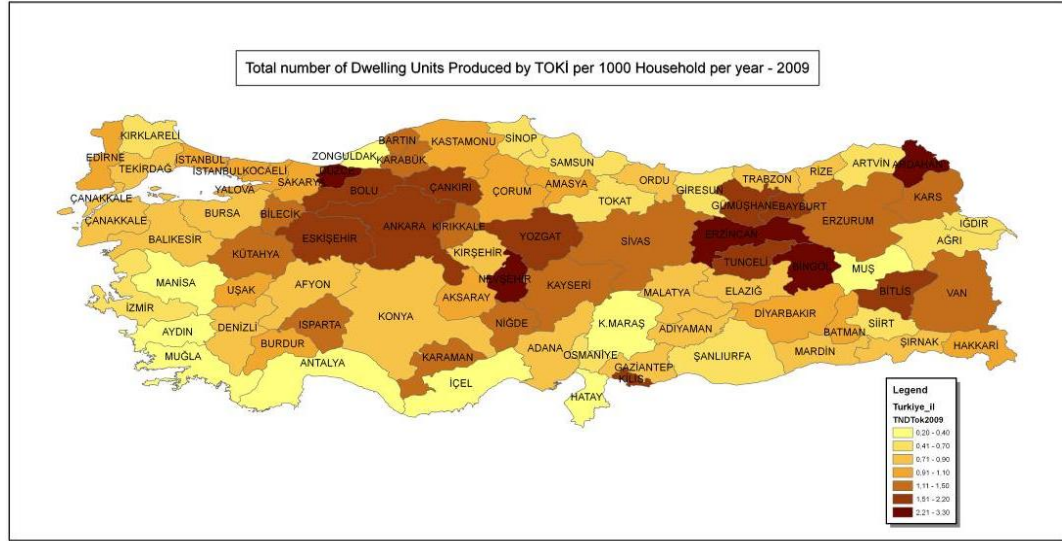 Total number of Dwelling Units Produced by TOKİ per 1000 Household per year - 2009
KIRKLARELİ
EDİRNE
TEKİRDAĞ
İSTANBUL
İSTANBUL
KOCAELİ
YALOVA
SAKARYA
DÜZCE
ZONGULDAK
BARTIN
KARABÜK
KASTAMONU
SİNOP
SAMSUN
ORDU
GİRESUN
TRABZON
RİZE
ARTVİN
ARDAHAN
ÇANAKKALE
ÇANAKKALE
BURSA
BİLECİK
BOLU
ÇANKIRI
ÇORUM
AMASYA
TOKAT
GÜMÜŞHANE
BAYBURT
ERZURUM
KARS
IĞDIR
AĞRI
BALIKESİR
KÜTAHYA
ESKİŞEHİR
ANKARA
KIRIKKALE
YOZGAT
SİVAS
ERZİNCAN
TUNCELİ
BİNGÖL
MUŞ
BİTLİS
VAN
MANİSA
UŞAK
AFYON
KIRŞEHİR
NEVŞEHİR
AKSARAY
KAYSERİ
MALATYA
ELAZIĞ
DİYARBAKIR
BATMAN
SİİRT
ŞIRNAK
HAKKARİ
İZMİR
AYDIN
DENİZLİ
ISPARTA
BURDUR
KONYA
NİĞDE
K.MARAŞ
ADIYAMAN
ŞANLIURFA
MARDİN
MUĞLA
ANTALYA
KARAMAN
İÇEL
ADANA
OSMANİYE
GAZİANTEP
KİLİS
HATAY
Legend
Turkiye_il
TNDTok2009
0,20 - 0,40
0,41 - 0,70
0,71 - 0,90
0,91 - 1,10
1,11 - 1,50
1,51 - 2,20
2,21 - 3,30